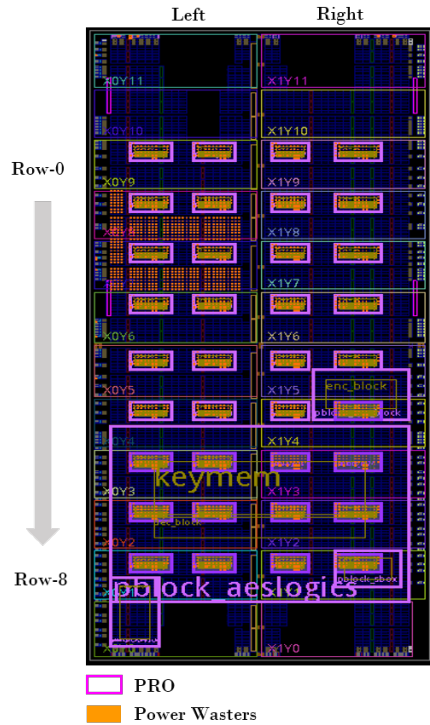 Left Right
X0Y11 X1Y11
X0Y10 X1Y10
Row-0
X0Y9 X1Y9
X1Y8
X1Y7
X0Y6 X1Y6
X0Y5 X1Y5
enc_block
X0Y4 X1Y4
X0Y3 X1Y3
keymem
X0Y2 X1Y2
dec_block
Row-8
pblock_sbox
pblock_aeslogics
X1Y0
PRO
Power Wasters